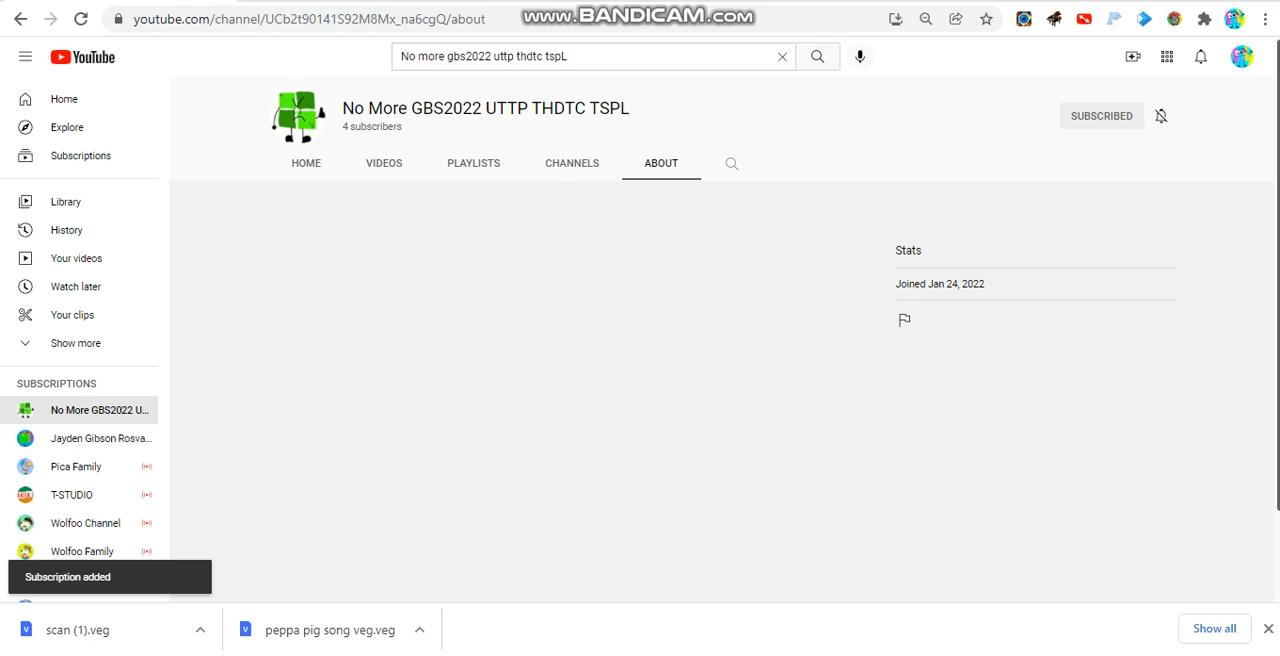 youtube.com/channel/UCb2t90141S92M8Mx_na6cgQ/about
www.BANDICAM.com
YouTube
No more gbs2022 uttp thdtc tspL
Home
Explore
Subscriptions
Library
History
Your videos
Watch later
Your clips
Show more
SUBSCRIPTIONS
No More GBS2022 U...
Jayden Gibson Rosva...
Pica Family
T-STUDIO
Wolfoo Channel
Wolfoo Family
No More GBS2022 UTTP THDTC TSPL
4 subscribers
SUBSCRIBED
HOME VIDEOS PLAYLISTS CHANNELS ABOUT
Stats
Joined Jan 24, 2022
Subscription added
scan (1).veg
peppa pig song veg.veg
Show all